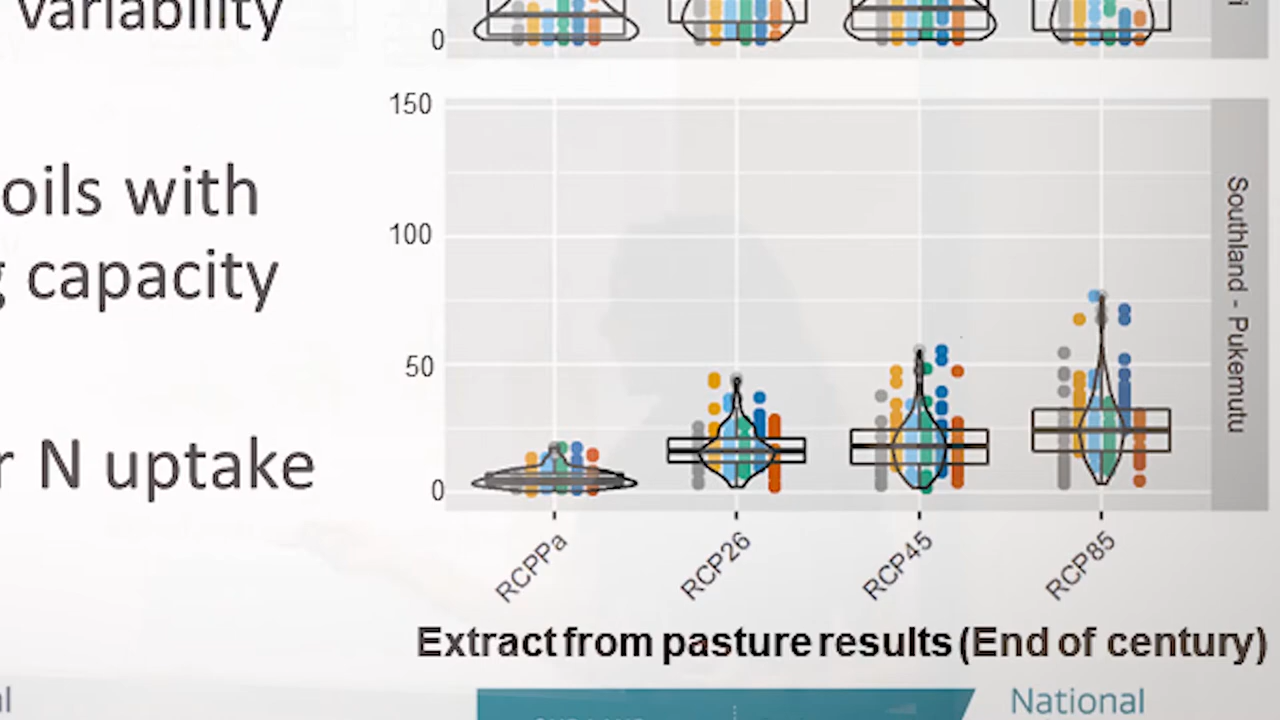 variability
oils with
capacity
r N uptake
0
150
100
50
0
Southland - Pukemutu
RCPPa
RCP26
RCP45
RCP85
Extract from pasture results (End of century)
National